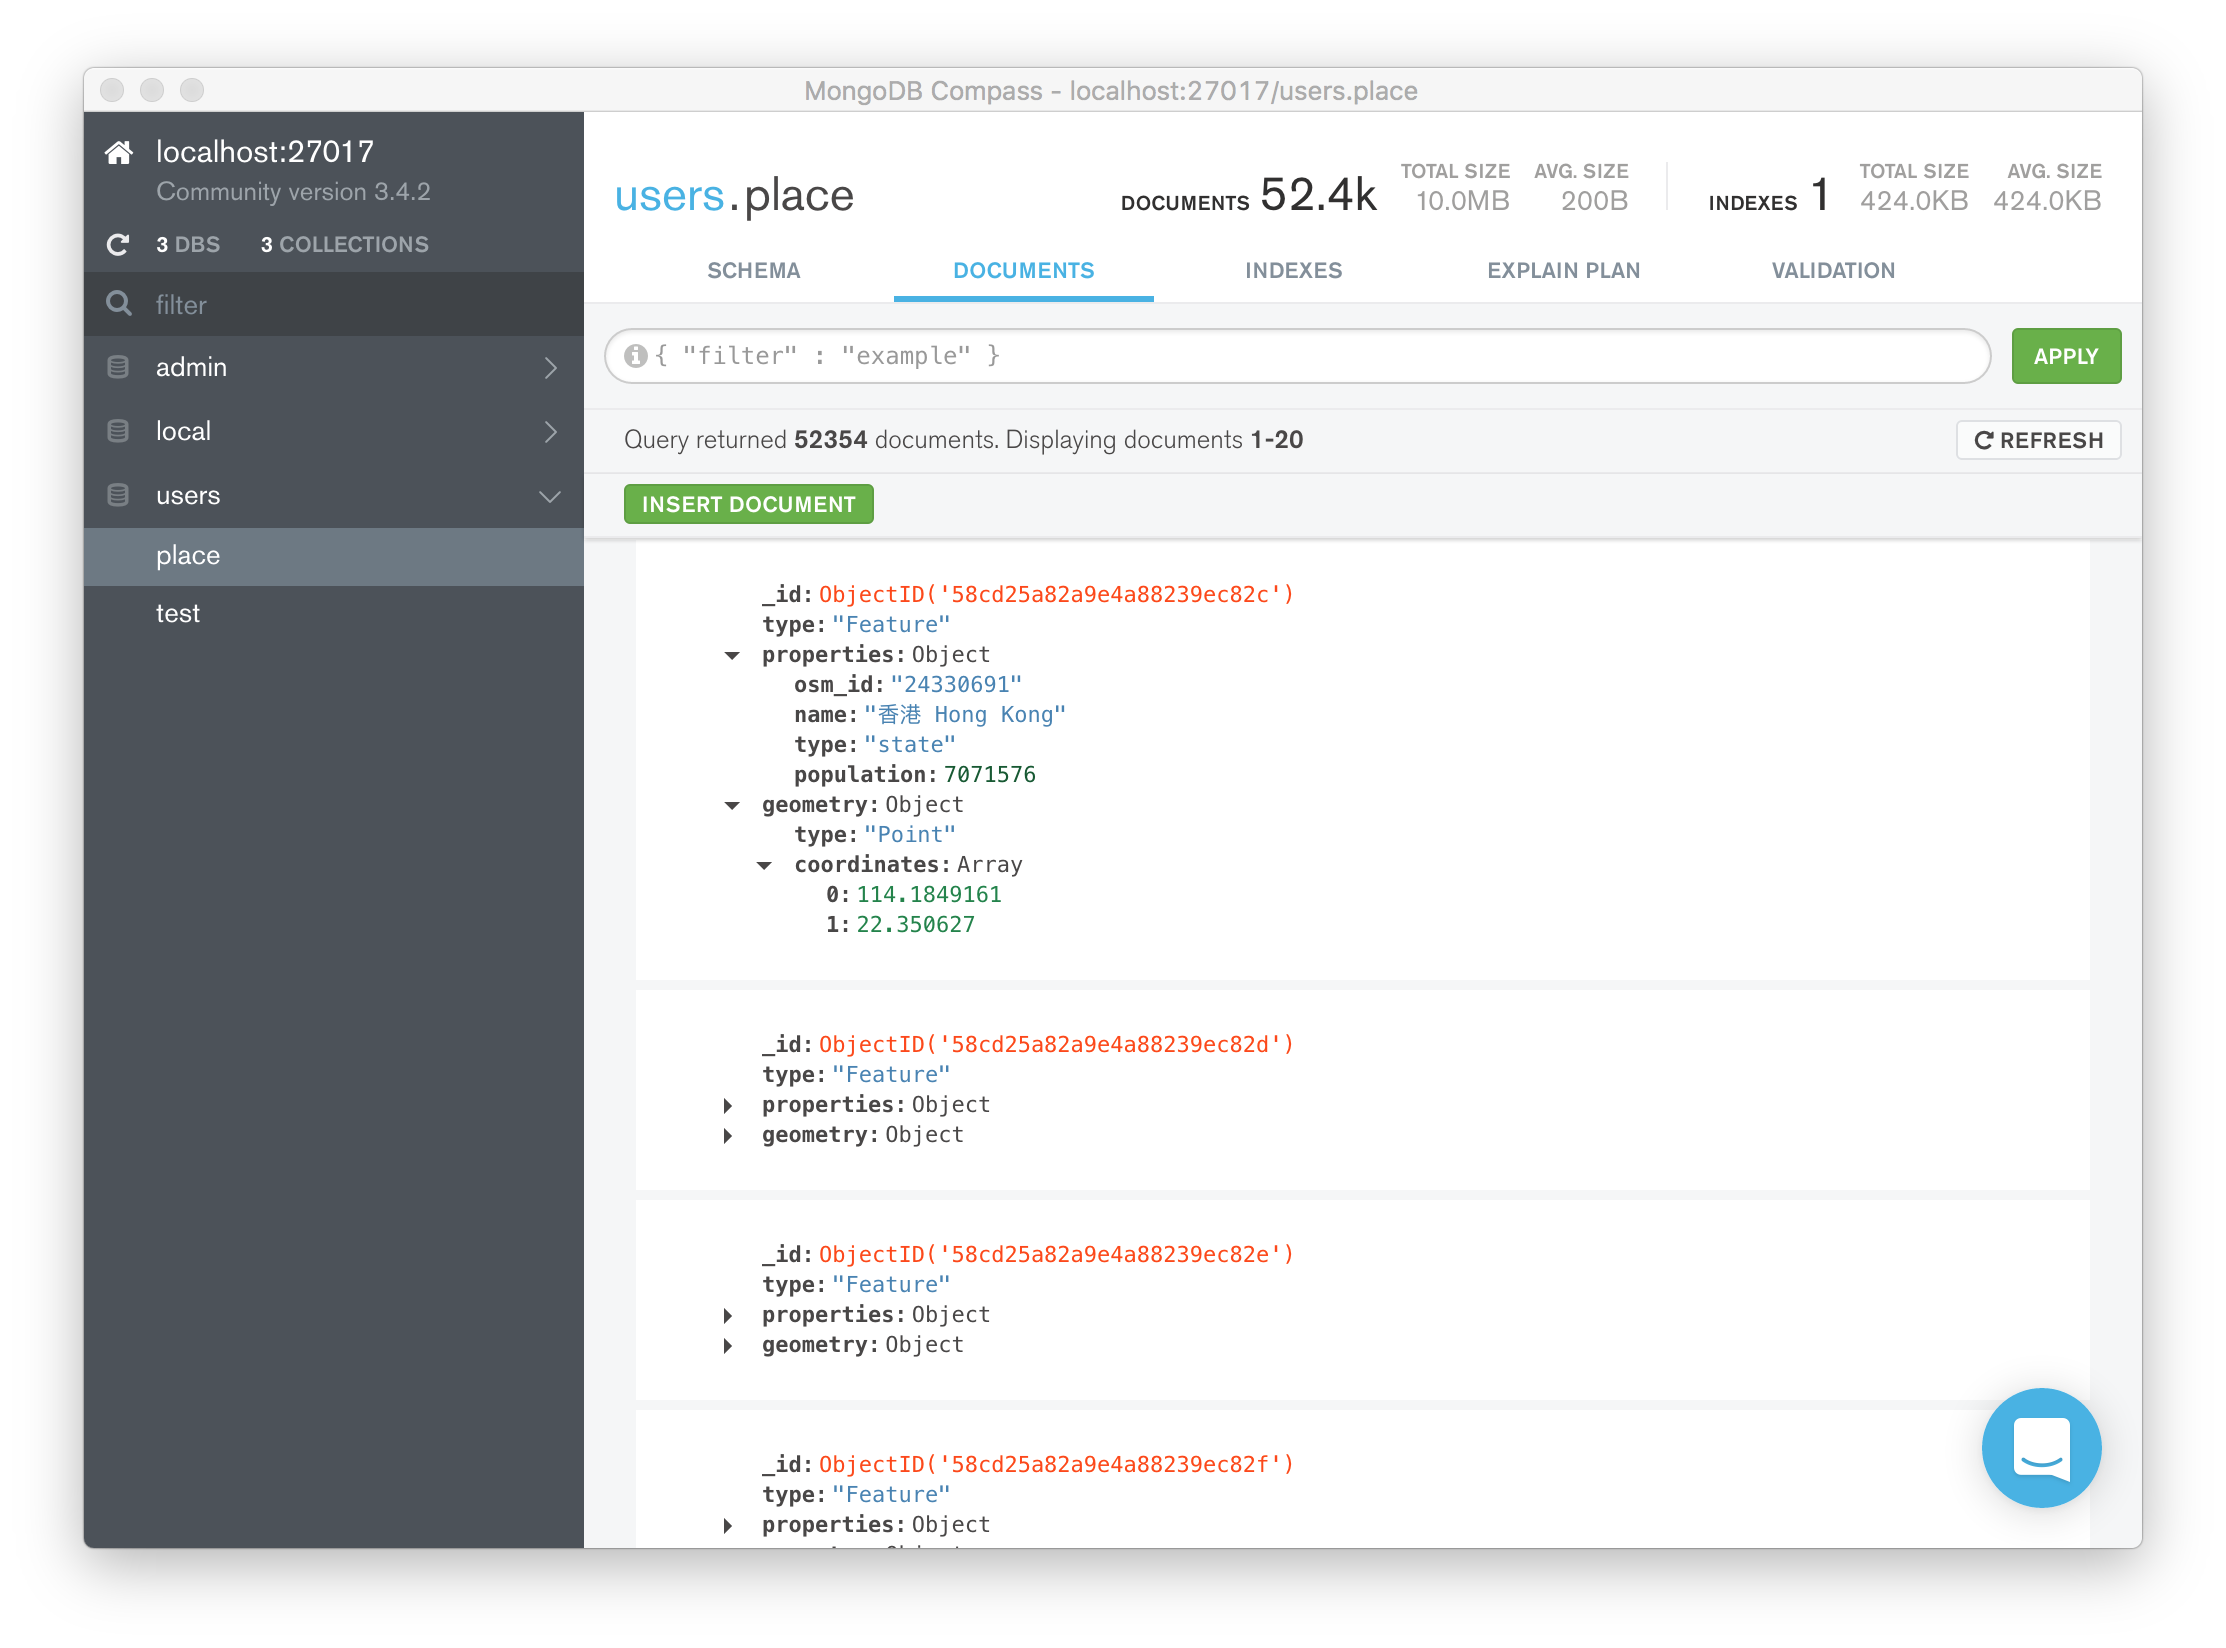 MongoDB Compass - localhost:27017/users.place
localhost:27017
Community version 3.4.2
3 DBS 3 COLLECTIONS
filter
admin
local
users
place
test
users.place
DOCUMENTS 52.4k TOTAL SIZE 10.0MB AVG. SIZE 200B
INDEXES 1 TOTAL SIZE 424.0KB AVG. SIZE 424.0KB
SCHEMA DOCUMENTS INDEXES EXPLAIN PLAN VALIDATION
{ "filter" : "example" } APPLY
Query returned 52354 documents. Displaying documents 1-20 REFRESH
INSERT DOCUMENT
_id: ObjectID('58cd25a82a9e4a88239ec82c')
type: "Feature"
properties: Object
osm_id: "24330691"
name: "香港 Hong Kong"
type: "state"
population: 7071576
geometry: Object
type: "Point"
coordinates: Array
0: 114.1849161
1: 22.350627
_id: ObjectID('58cd25a82a9e4a88239ec82d')
type: "Feature"
properties: Object
geometry: Object
_id: ObjectID('58cd25a82a9e4a88239ec82e')
type: "Feature"
properties: Object
geometry: Object
_id: ObjectID('58cd25a82a9e4a88239ec82f')
type: "Feature"
properties: Object